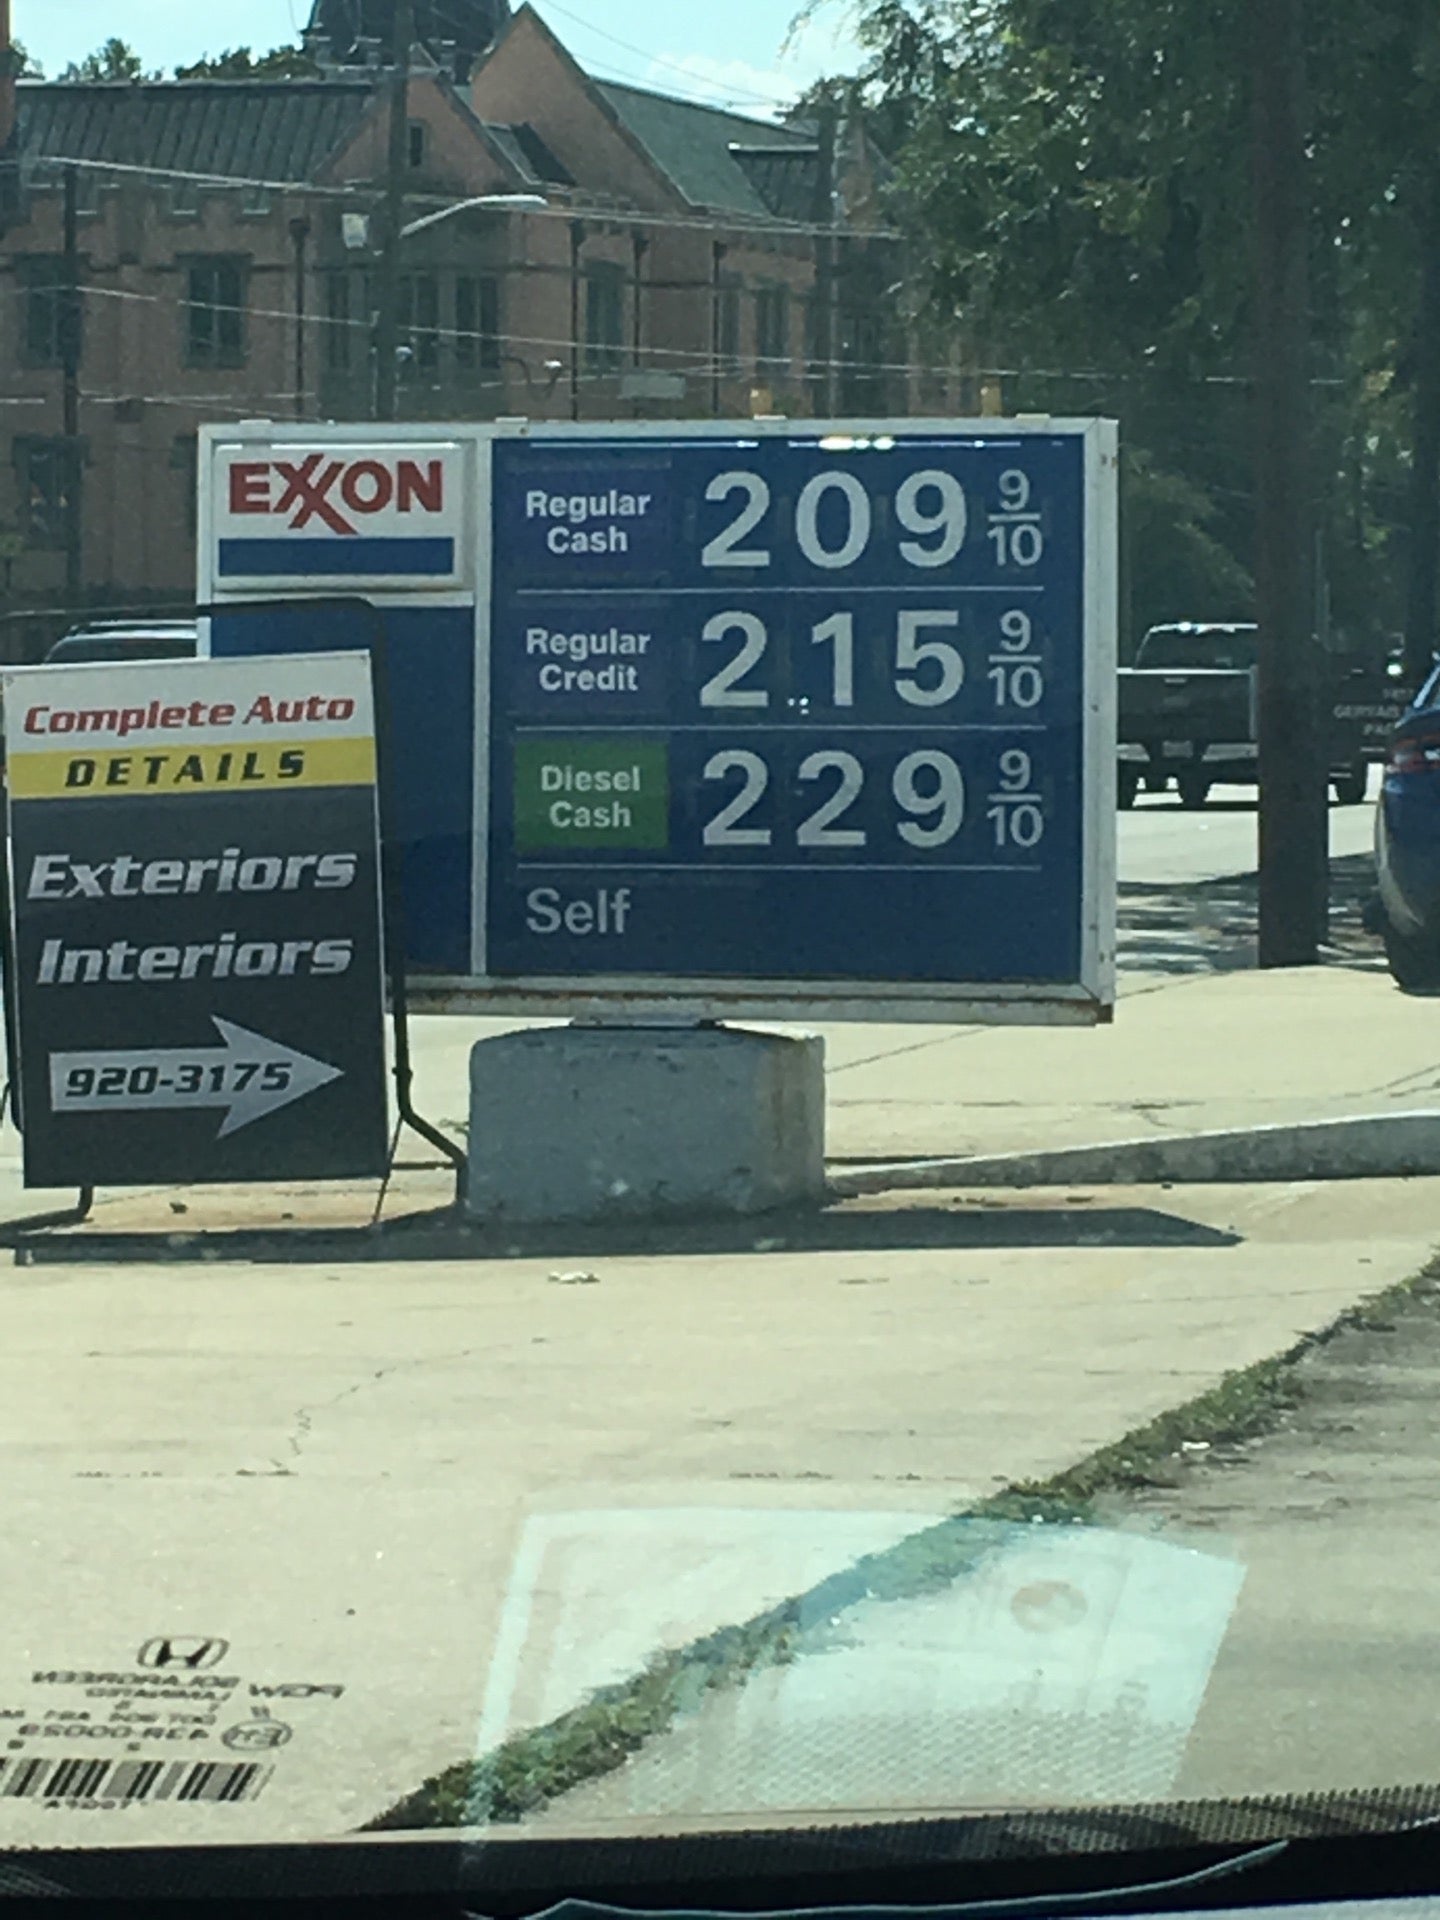 EXXON
Regular
Cash
209 9/10
Regular
Credit
2.15 9/10
Diesel
Cash
229 9/10
Self
Complete Auto
DETAILS
Exteriors
Interiors
920-3175
GERVAIS